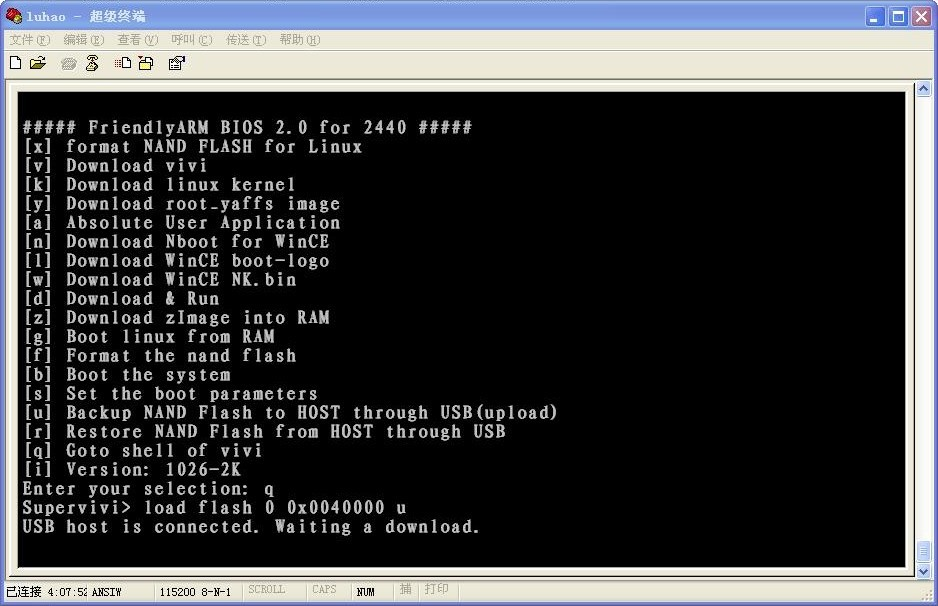 luhao - 超级终端
文件(F) 编辑(E) 查看(V) 呼叫(C) 传送(T) 帮助(H)
##### FriendlyARM BIOS 2.0 for 2440 #####
[x] format NAND FLASH for Linux
[v] Download vivi
[k] Download linux kernel
[y] Download root_yaffs image
[a] Absolute User Application
[n] Download Nboot for WinCE
[l] Download WinCE boot-logo
[w] Download WinCE NK.bin
[d] Download & Run
[z] Download zImage into RAM
[g] Boot linux from RAM
[f] Format the nand flash
[b] Boot the system
[s] Set the boot parameters
[u] Backup NAND Flash to HOST through USB(upload)
[r] Restore NAND Flash from HOST through USB
[q] Goto shell of vivi
[i] Version: 1026-2K
Enter your selection: q
Supervivi> load flash 0 0x0040000 u
USB host is connected. Waiting a download.
已连接 4:07:52 ANSIW 115200 8-N-1 SCROLL CAPS NUM 捕 打印